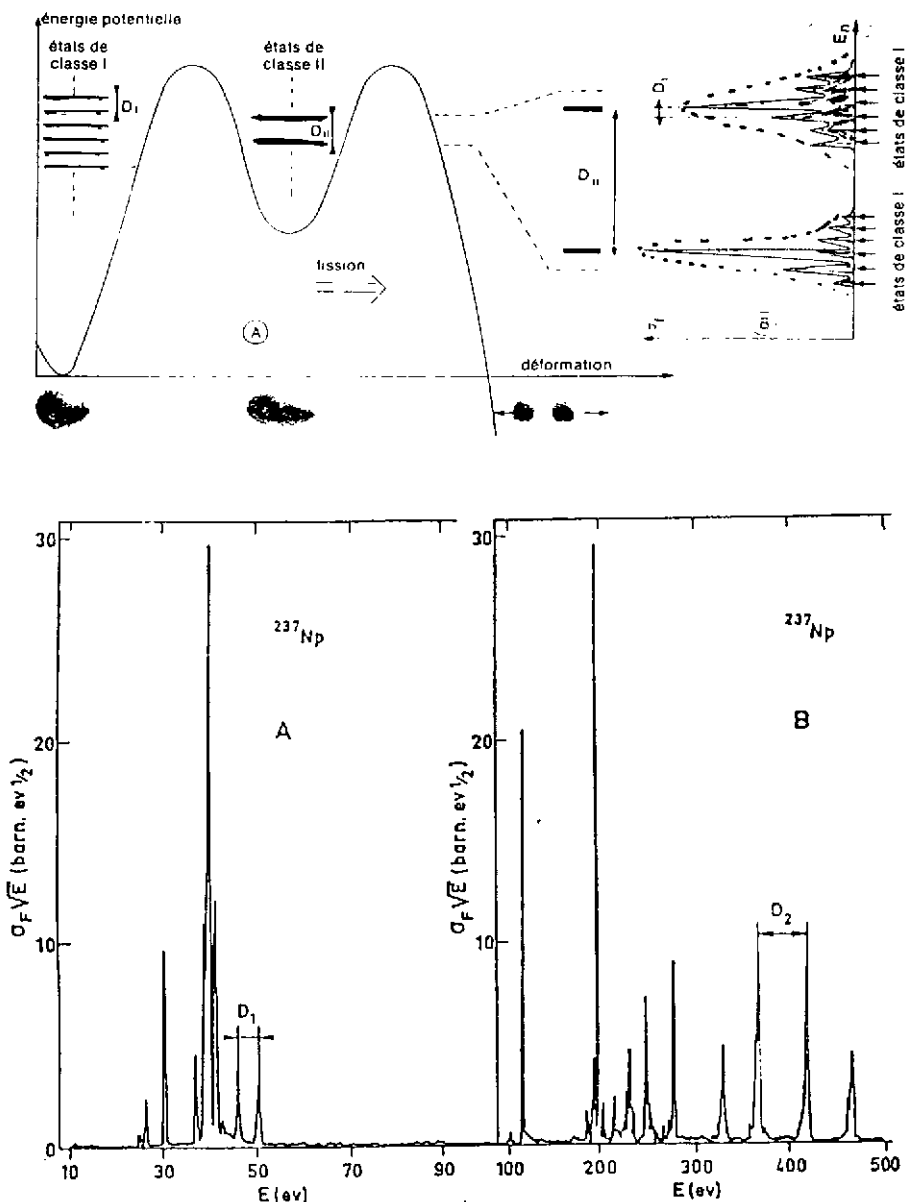 énergie potentielle
états de
classe I
D_I
états de
classe II
D_II
fission
A
déformation
D_II
D_I
E_n
états de classe I
états de classe I
30
20
10
0
σ_F √E (barn. ev 1/2)
237Np
A
D_1
10 30 50 70 90
E (ev)
30
20
10
σ_F √E (barn. ev 1/2)
237Np
B
D_2
100 200 300 400 500
E (ev)